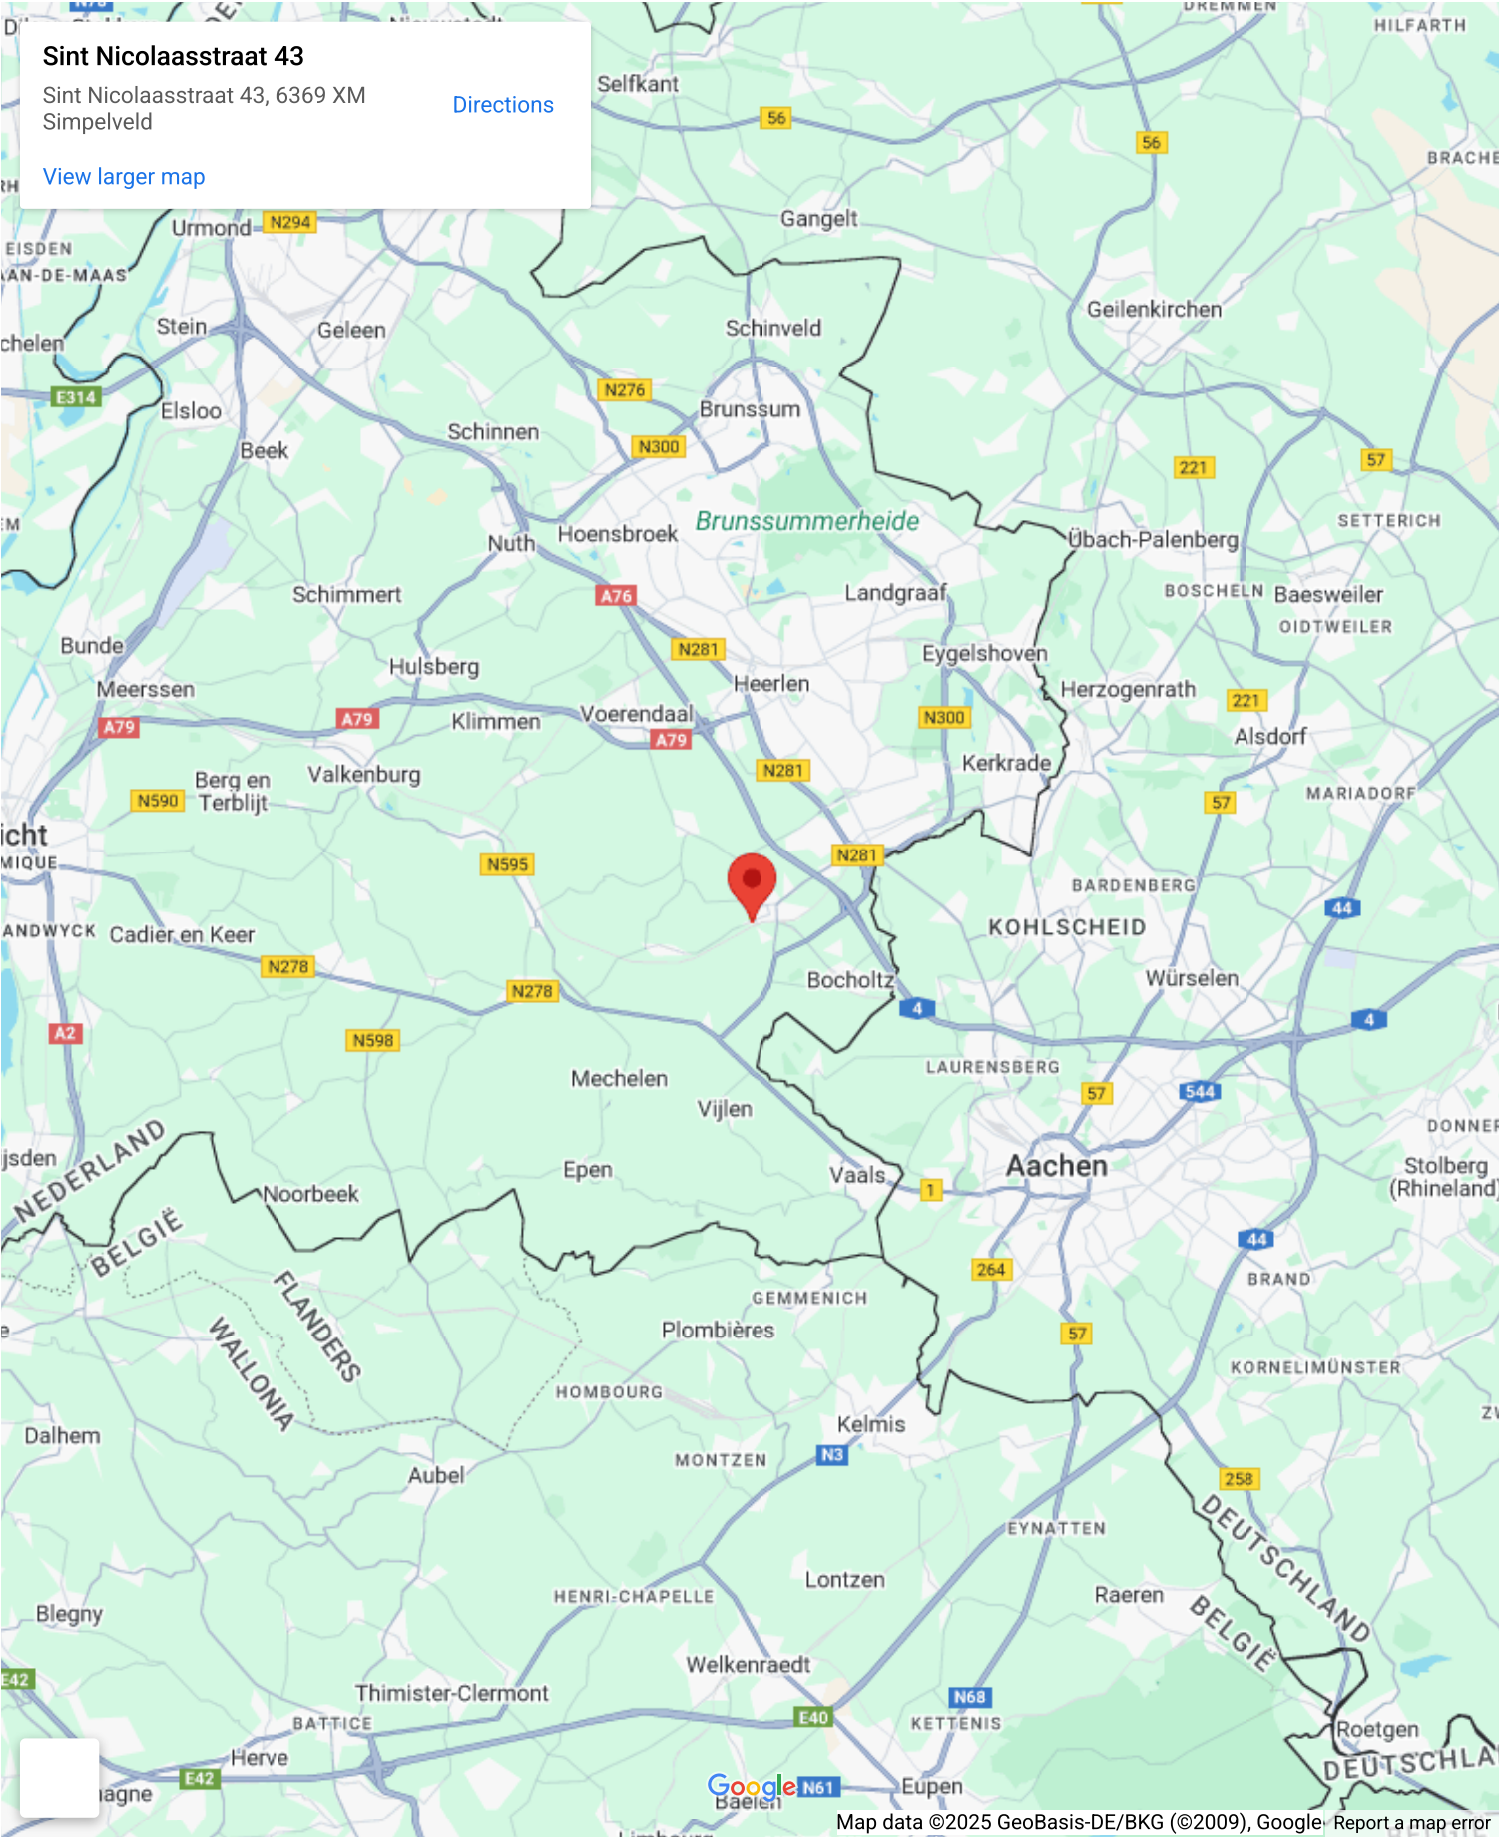 Sint Nicolaasstraat 43
Sint Nicolaasstraat 43, 6369 XM
Simpelveld
Directions
View larger map
DREMMEN
HILFARTH
Selfkant
56
56
Gangelt
Urmond
N294
EISDEN
Geilenkirchen
Stein
Geleen
Schinveld
E314
N276
Elsloo
Brunssum
Schinnen
Beek
N300
221
57
Brunssummerheide
SETTERICH
Hoensbroek
Nuth
Übach-Palenberg
Schimmert
A76
Landgraaf
BOSCHELN
Baesweiler
OIDTWEILER
Bunde
N281
Hulsberg
Eygelshoven
Meerssen
Heerlen
Herzogenrath
221
A79
A79
Klimmen
Voerendaal
N300
A79
Alsdorf
Valkenburg
N281
Kerkrade
Berg en
Terblijt
N590
57
MARIADORF
N595
N281
BARDENBERG
44
Cadier en Keer
KOHLSCHEID
N278
N278
Bocholtz
Würselen
4
4
A2
N598
LAURENSBERG
Mechelen
57
544
Vijlen
NEDERLAND
BELGIË
Epen
Vaals
Aachen
Stolberg
(Rhineland)
Noorbeek
1
44
264
BRAND
FLANDERS
WALLONIA
GEMMENICH
Plombières
57
KORNELIMÜNSTER
HOMBOURG
Dalhem
Kelmis
N3
MONTZEN
Aubel
258
EYNATTEN
DEUTSCHLAND
BELGIË
Lontzen
HENRI-CHAPELLE
Raeren
Blegny
Welkenraedt
E42
Thimister-Clermont
N68
BATTICE
E40
KETTENIS
Roetgen
Herve
E42
Google
N61
Eupen
Baelen
Map data ©2025 GeoBasis-DE/BKG (©2009), Google
Report a map error